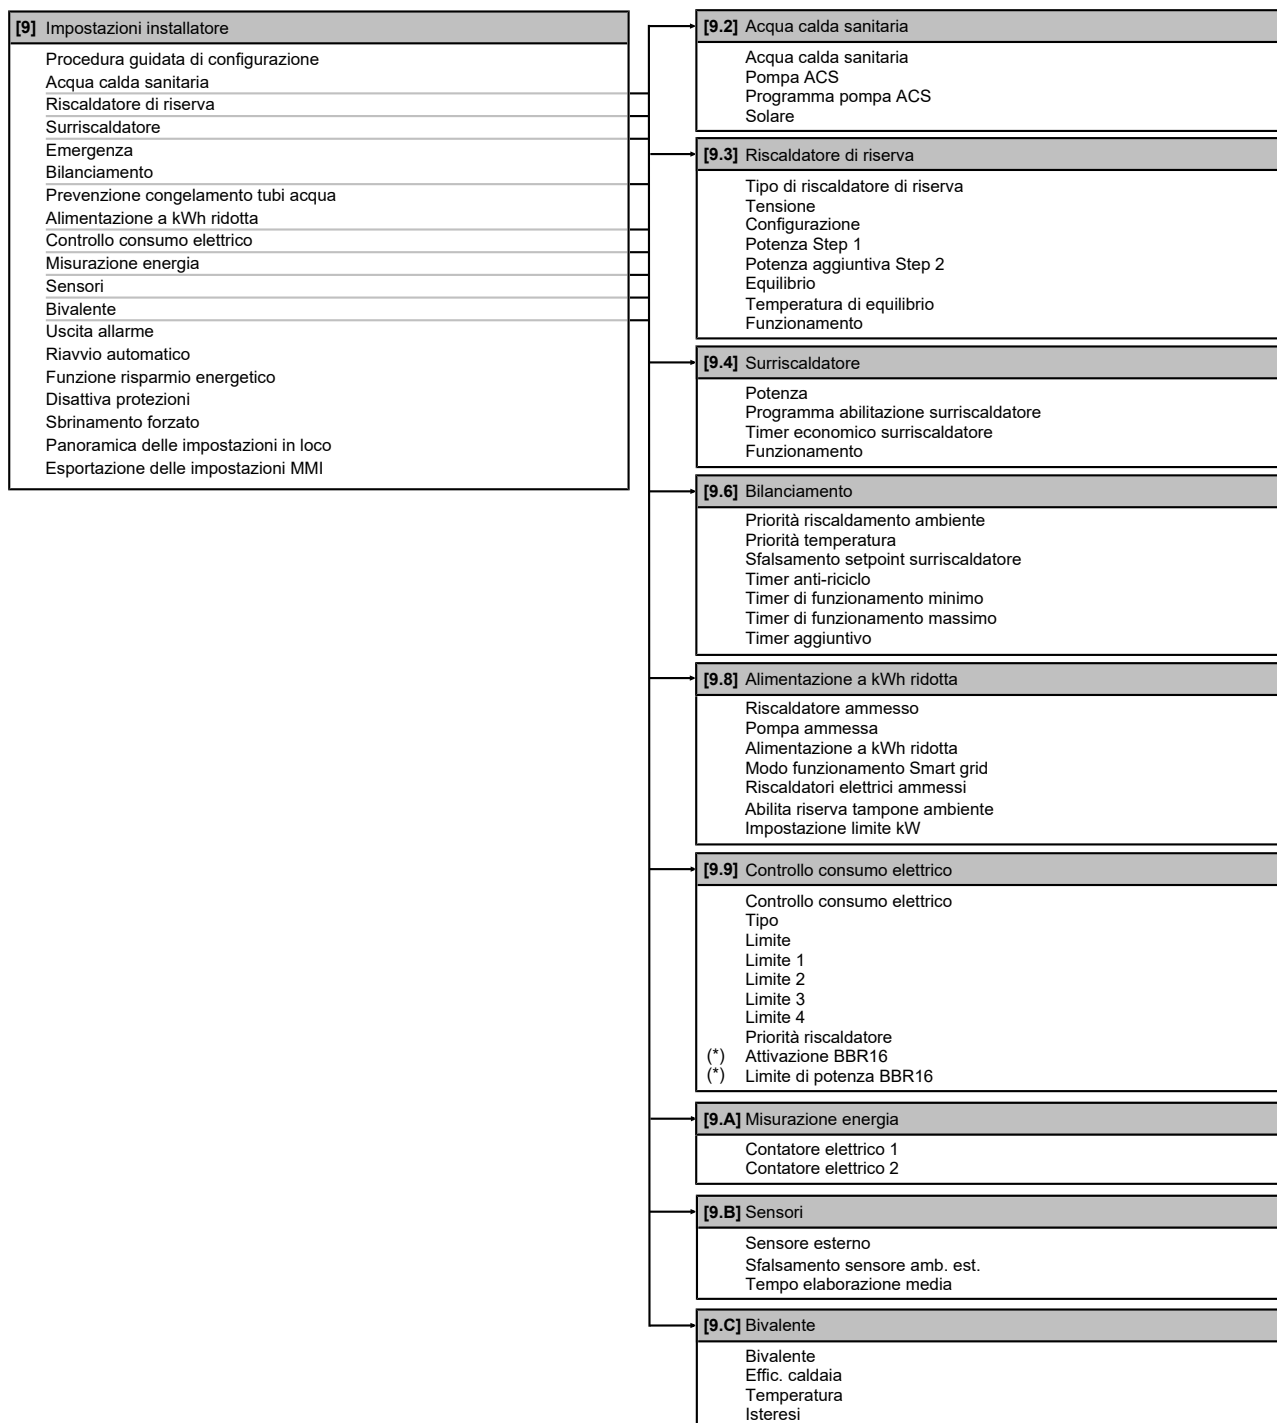 [9] Impostazioni installatore
Procedura guidata di configurazione
Acqua calda sanitaria
Riscaldatore di riserva
Surriscaldatore
Emergenza
Bilanciamento
Prevenzione congelamento tubi acqua
Alimentazione a kWh ridotta
Controllo consumo elettrico
Misurazione energia
Sensori
Bivalente
Uscita allarme
Riavvio automatico
Funzione risparmio energetico
Disattiva protezioni
Sbrinamento forzato
Panoramica delle impostazioni in loco
Esportazione delle impostazioni MMI
[9.2] Acqua calda sanitaria
Acqua calda sanitaria
Pompa ACS
Programma pompa ACS
Solare
[9.3] Riscaldatore di riserva
Tipo di riscaldatore di riserva
Tensione
Configurazione
Potenza Step 1
Potenza aggiuntiva Step 2
Equilibrio
Temperatura di equilibrio
Funzionamento
[9.4] Surriscaldatore
Potenza
Programma abilitazione surriscaldatore
Timer economico surriscaldatore
Funzionamento
[9.6] Bilanciamento
Priorità riscaldamento ambiente
Priorità temperatura
Sfalsamento setpoint surriscaldatore
Timer anti-riciclo
Timer di funzionamento minimo
Timer di funzionamento massimo
Timer aggiuntivo
[9.8] Alimentazione a kWh ridotta
Riscaldatore ammesso
Pompa ammessa
Alimentazione a kWh ridotta
Modo funzionamento Smart grid
Riscaldatori elettrici ammessi
Abilita riserva tampone ambiente
Impostazione limite kW
[9.9] Controllo consumo elettrico
Controllo consumo elettrico
Tipo
Limite
Limite 1
Limite 2
Limite 3
Limite 4
Priorità riscaldatore
(*) Attivazione BBR16
(*) Limite di potenza BBR16
[9.A] Misurazione energia
Contatore elettrico 1
Contatore elettrico 2
[9.B] Sensori
Sensore esterno
Sfalsamento sensore amb. est.
Tempo elaborazione media
[9.C] Bivalente
Bivalente
Effic. caldaia
Temperatura
Isteresi